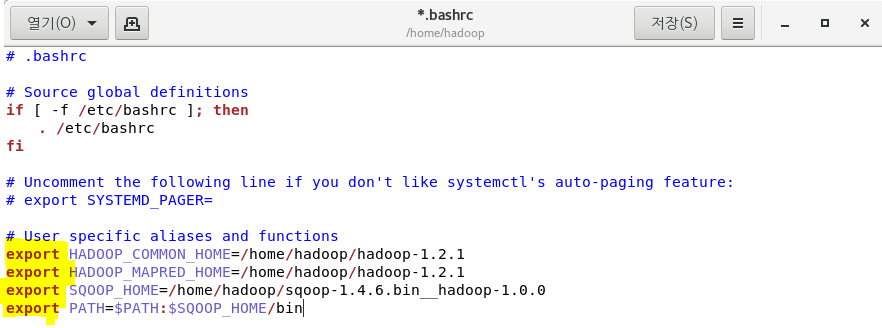 열기(O)
*.bashrc
/home/hadoop
저장(S)
# .bashrc
# Source global definitions
if [ -f /etc/bashrc ]; then
. /etc/bashrc
fi
# Uncomment the following line if you don't like systemctl's auto-paging feature:
# export SYSTEMD_PAGER=
# User specific aliases and functions
export HADOOP_COMMON_HOME=/home/hadoop/hadoop-1.2.1
export HADOOP_MAPRED_HOME=/home/hadoop/hadoop-1.2.1
export SQOOP_HOME=/home/hadoop/sqoop-1.4.6.bin__hadoop-1.0.0
export PATH=$PATH:$SQOOP_HOME/bin